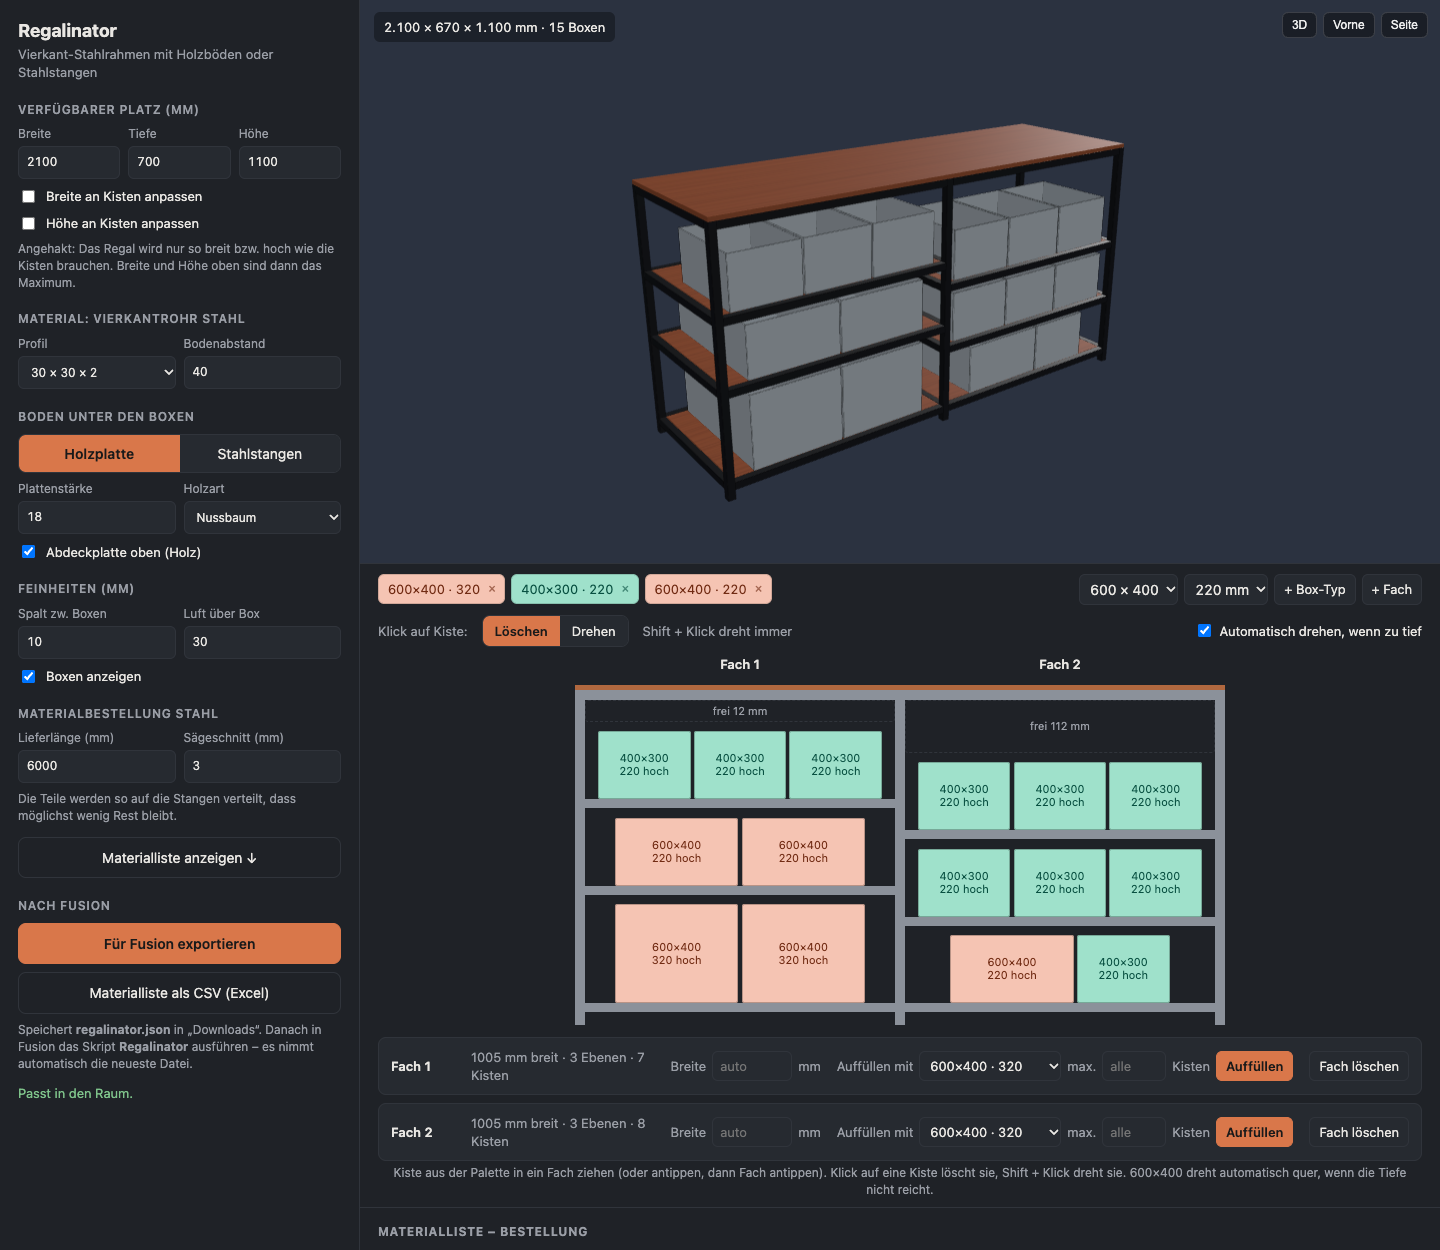 Regalinator
Vierkant-Stahlrahmen mit Holzböden oder
Stahlstangen
VERFÜGBARER PLATZ (MM)
Breite Tiefe Höhe
2100 700 1100
Breite an Kisten anpassen
Höhe an Kisten anpassen
Angehakt: Das Regal wird nur so breit bzw. hoch wie die
Kisten brauchen. Breite und Höhe oben sind dann das
Maximum.
MATERIAL: VIERKANTROHR STAHL
Profil Bodenabstand
30 × 30 × 2 40
BODEN UNTER DEN BOXEN
Holzplatte Stahlstangen
Plattenstärke Holzart
18 Nussbaum
Abdeckplatte oben (Holz)
FEINHEITEN (MM)
Spalt zw. Boxen Luft über Box
10 30
Boxen anzeigen
MATERIALBESTELLUNG STAHL
Lieferlänge (mm) Sägeschnitt (mm)
6000 3
Die Teile werden so auf die Stangen verteilt, dass
möglichst wenig Rest bleibt.
Materialliste anzeigen ↓
NACH FUSION
Für Fusion exportieren
Materialliste als CSV (Excel)
Speichert regalinator.json in „Downloads“. Danach in
Fusion das Skript Regalinator ausführen – es nimmt
automatisch die neueste Datei.
Passt in den Raum.
2.100 × 670 × 1.100 mm · 15 Boxen
3D Vorne Seite
600×400 · 320 × 400×300 · 220 × 600×400 · 220 ×
600 × 400 220 mm + Box-Typ + Fach
Klick auf Kiste: Löschen Drehen Shift + Klick dreht immer
Automatisch drehen, wenn zu tief
Fach 1 Fach 2
frei 12 mm
frei 112 mm
400×300 400×300 400×300
220 hoch 220 hoch 220 hoch
400×300 400×300 400×300
220 hoch 220 hoch 220 hoch
600×400 600×400
220 hoch 220 hoch
400×300 400×300 400×300
220 hoch 220 hoch 220 hoch
600×400 600×400
320 hoch 320 hoch
600×400 400×300
220 hoch 220 hoch
Fach 1 1005 mm breit · 3 Ebenen · 7
Kisten
Breite auto mm Auffüllen mit 600×400 · 320 max. alle Kisten Auffüllen Fach löschen
Fach 2 1005 mm breit · 3 Ebenen · 8
Kisten
Breite auto mm Auffüllen mit 600×400 · 320 max. alle Kisten Auffüllen Fach löschen
Kiste aus der Palette in ein Fach ziehen (oder antippen, dann Fach antippen). Klick auf eine Kiste löscht sie, Shift + Klick dreht sie. 600×400 dreht automatisch quer, wenn die Tiefe
nicht reicht.
MATERIALLISTE – BESTELLUNG